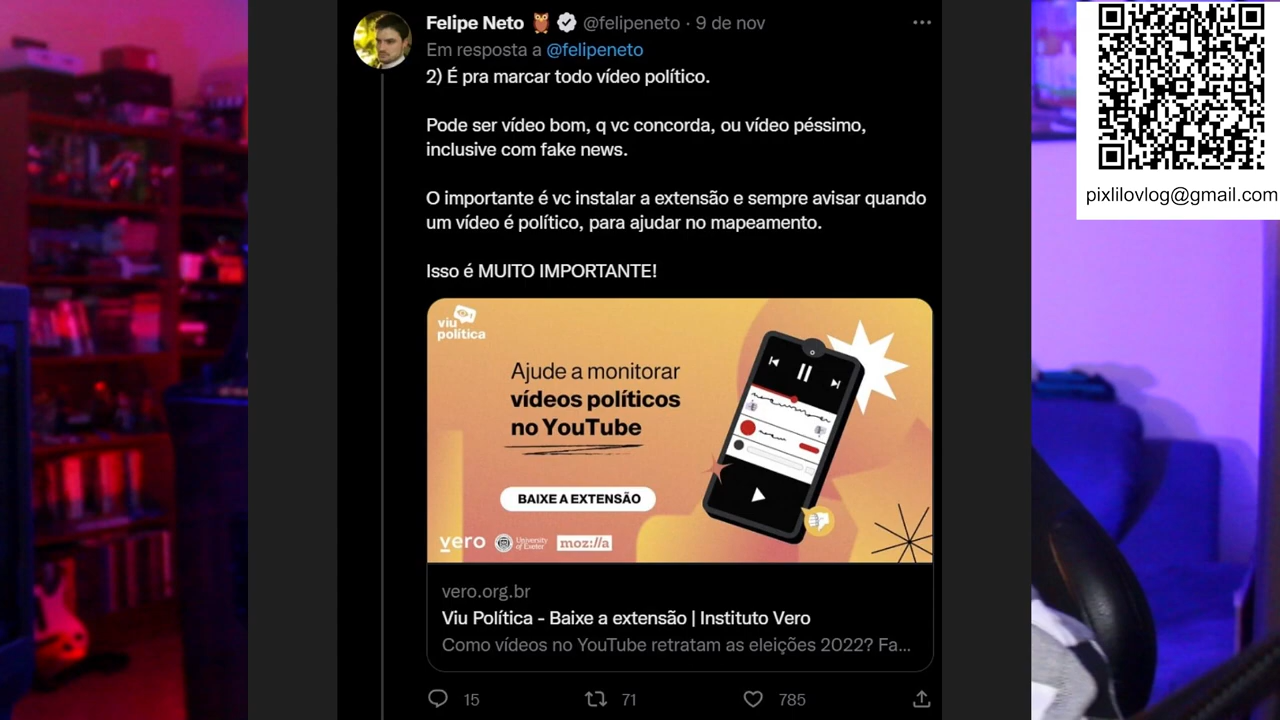 Felipe Neto 🦉 @felipeneto · 9 de nov
Em resposta a @felipeneto
2) É pra marcar todo vídeo político.
Pode ser vídeo bom, q vc concorda, ou vídeo péssimo,
inclusive com fake news.
O importante é vc instalar a extensão e sempre avisar quando
um vídeo é político, para ajudar no mapeamento.
Isso é MUITO IMPORTANTE!
viu
política
Ajude a monitorar
vídeos políticos
no YouTube
BAIXE A EXTENSÃO
vero
University
of Exeter
moz://a
vero.org.br
Viu Política - Baixe a extensão | Instituto Vero
Como vídeos no YouTube retratam as eleições 2022? Fa...
15
71
785
pixlilovlog@gmail.com